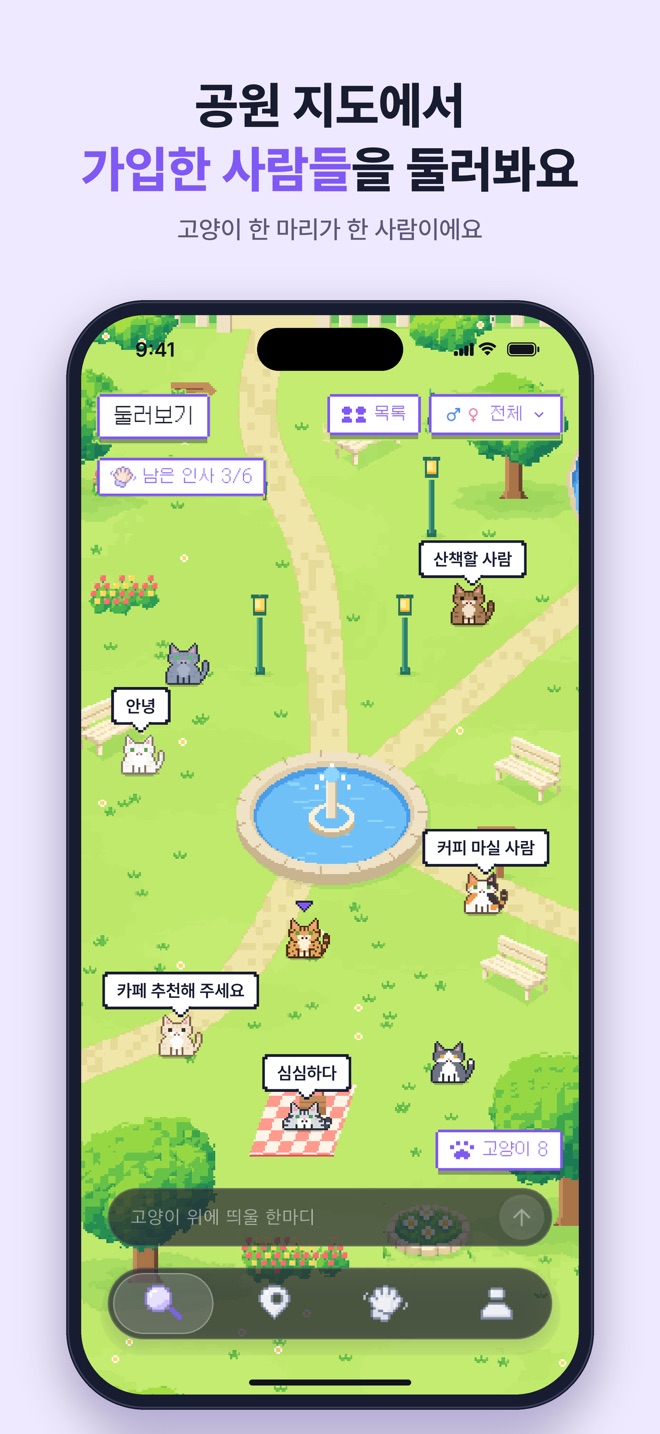 공원 지도에서
가입한 사람들을 둘러봐요
고양이 한 마리가 한 사람이에요
9:41
둘러보기
목록
전체
남은 인사 3/6
산책할 사람
안녕
커피 마실 사람
카페 추천해 주세요
심심하다
고양이 8
고양이 위에 띄울 한마디